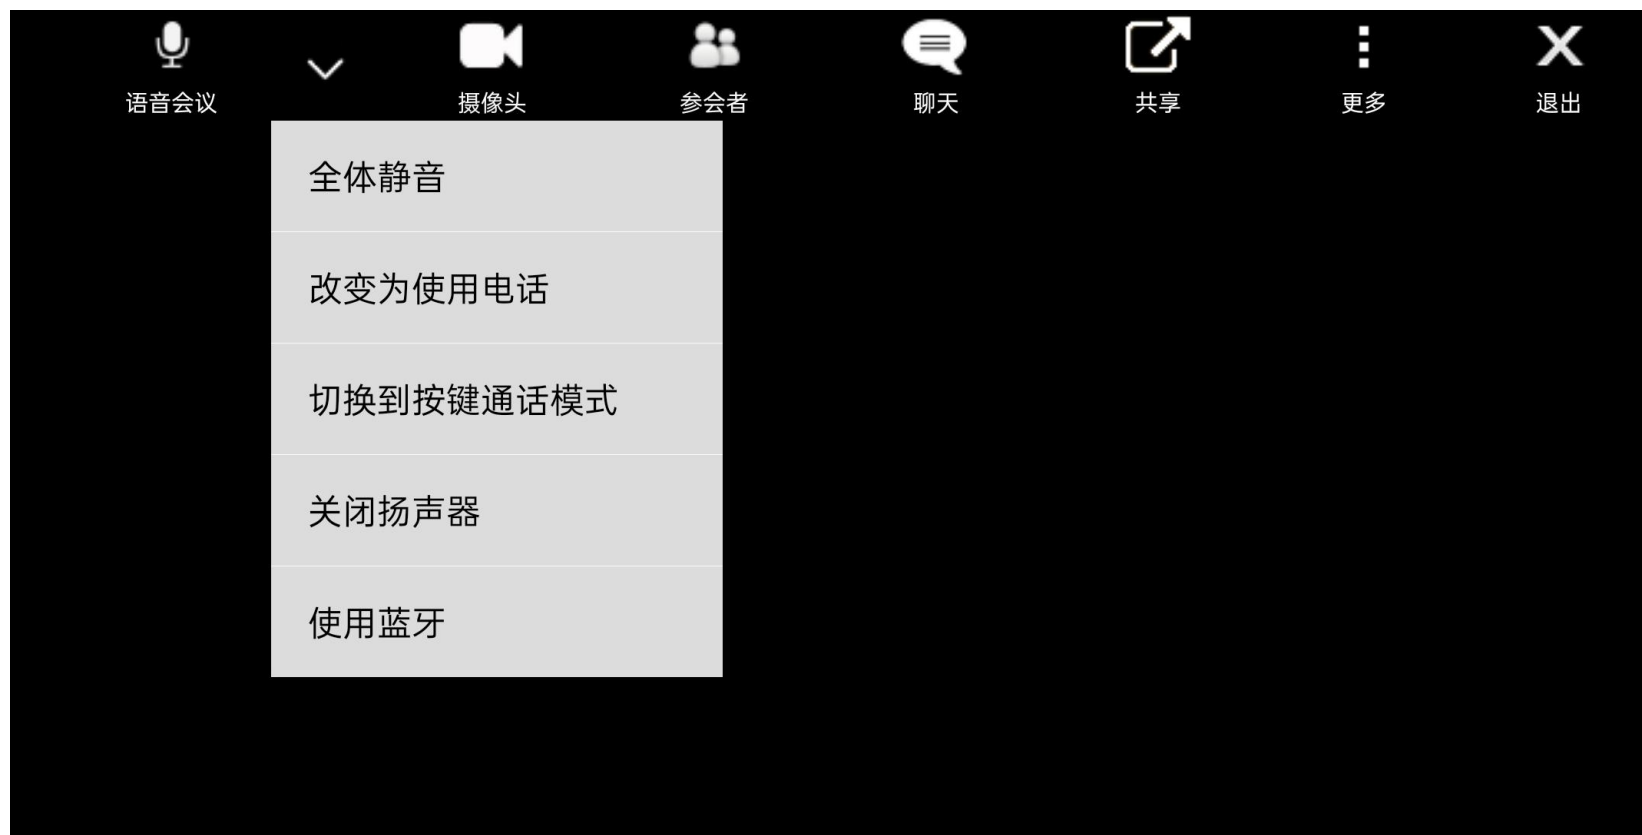 语音会议
摄像头
参会者
聊天
共享
更多
退出
全体静音
改变为使用电话
切换到按键通话模式
关闭扬声器
使用蓝牙